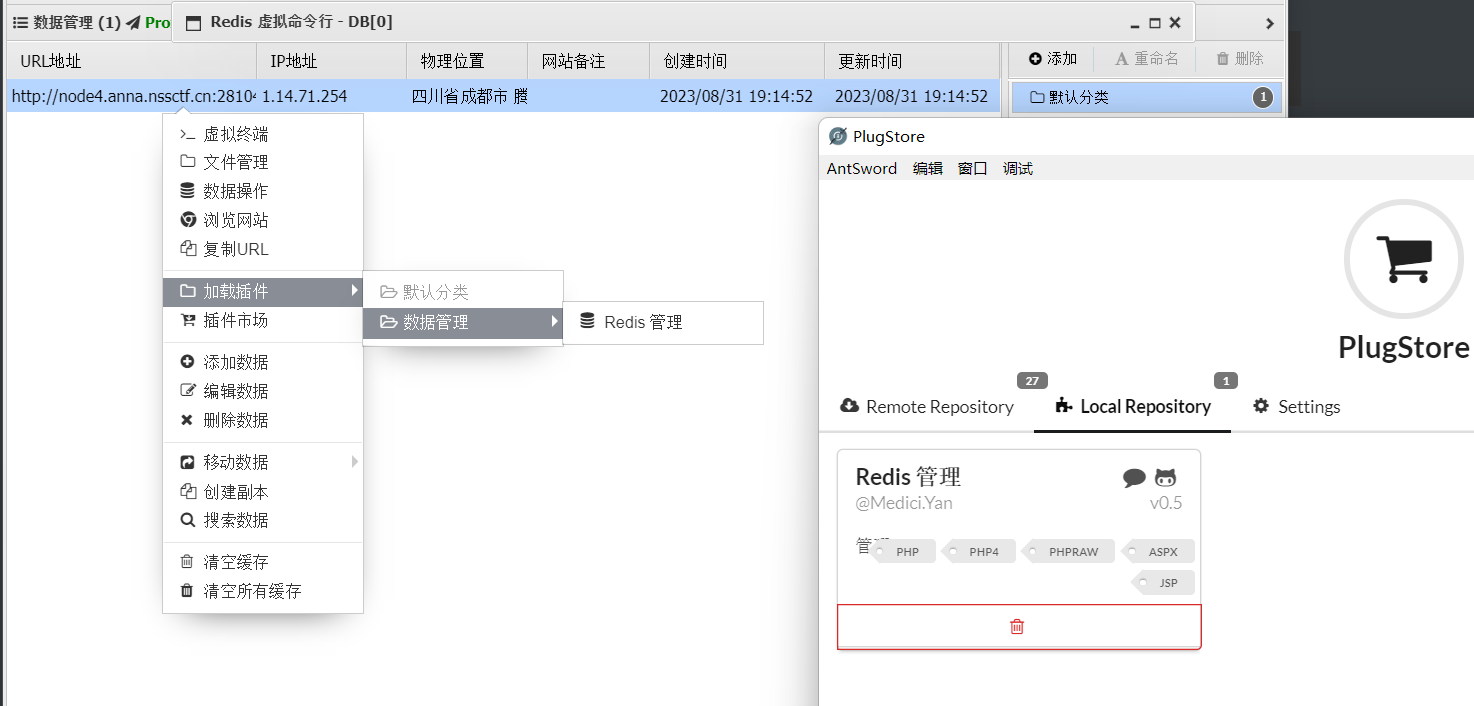 数据管理 (1) Pro
Redis 虚拟命令行 - DB[0]
URL地址 IP地址 物理位置 网站备注 创建时间 更新时间
http://node4.anna.nssctf.cn:28104 1.14.71.254 四川省成都市 腾 2023/08/31 19:14:52 2023/08/31 19:14:52
添加 重命名 删除
默认分类 1
虚拟终端
文件管理
数据操作
浏览网站
复制URL
加载插件
插件市场
添加数据
编辑数据
删除数据
移动数据
创建副本
搜索数据
清空缓存
清空所有缓存
默认分类
数据管理
Redis 管理
PlugStore
AntSword 编辑 窗口 调试
PlugStore
27
1
Remote Repository Local Repository Settings
Redis 管理
@Medici.Yan v0.5
管
PHP PHP4 PHPRAW ASPX
JSP